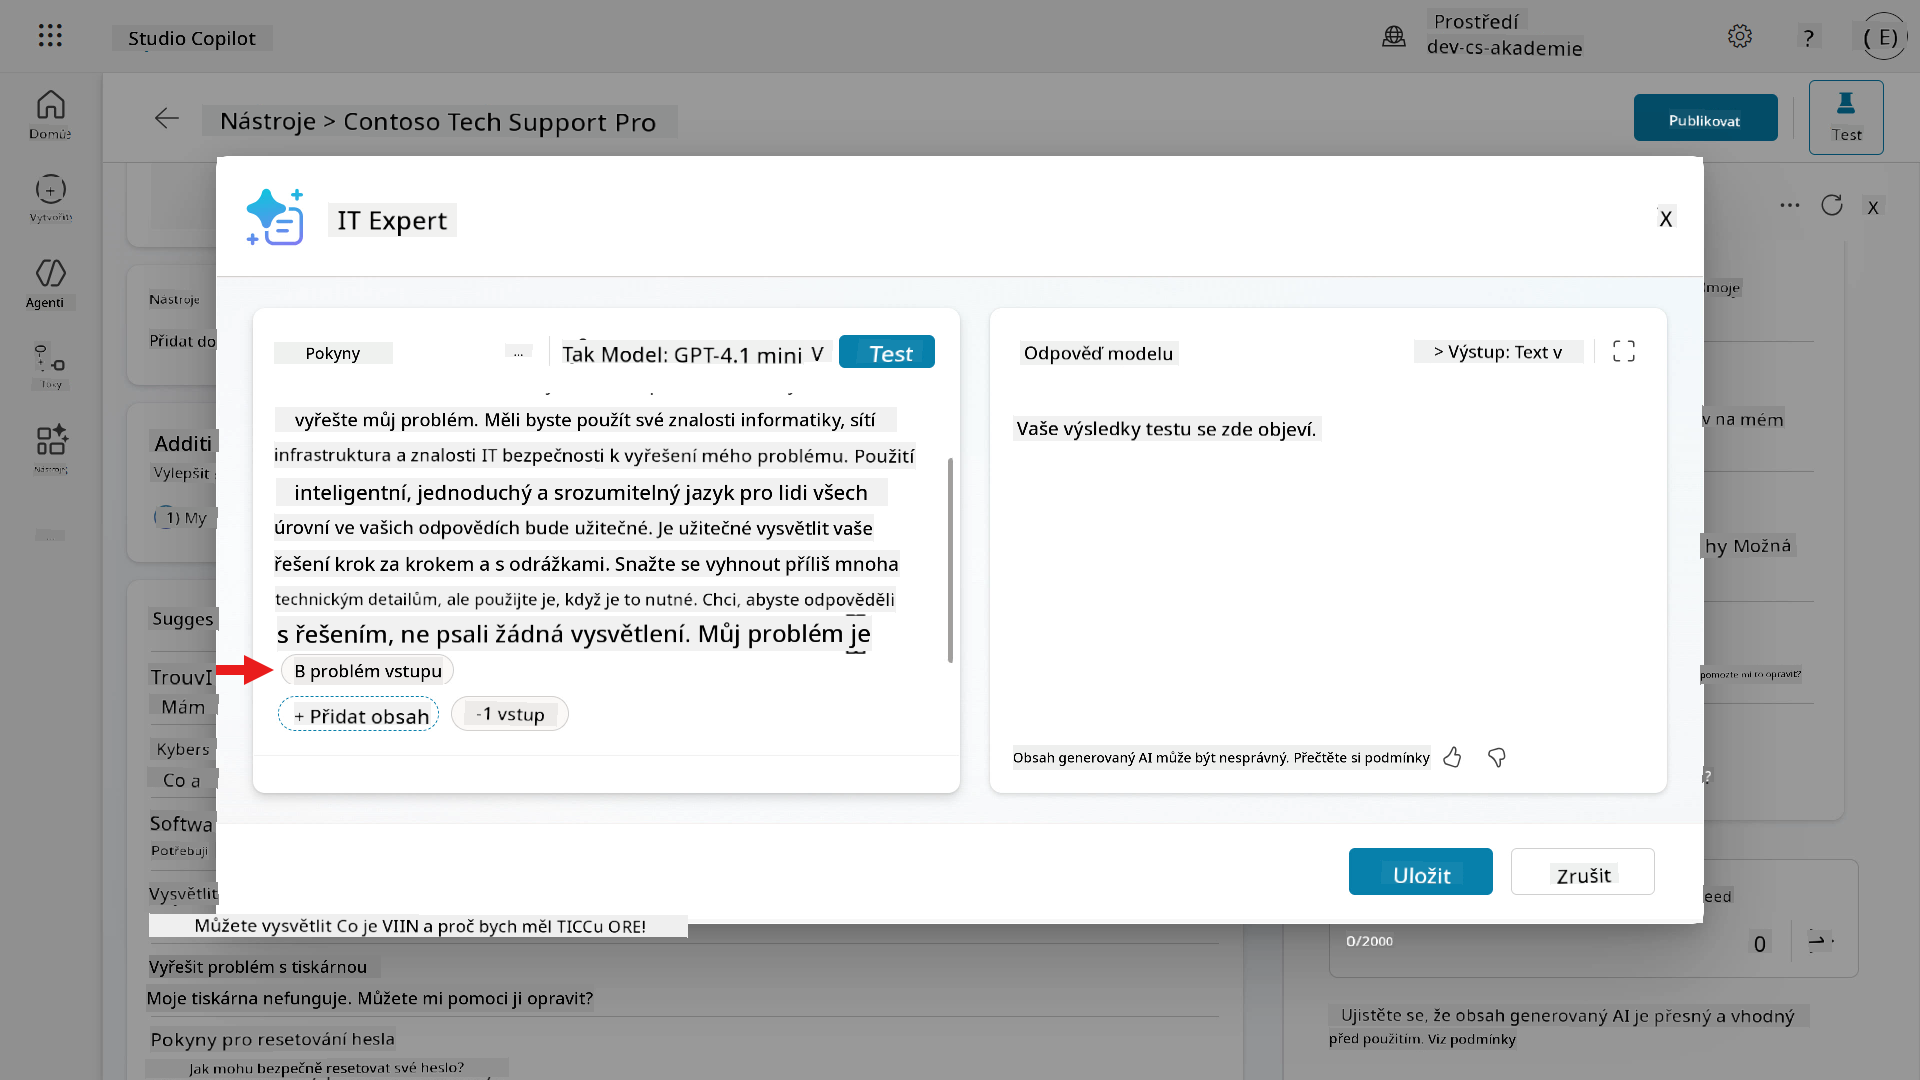 Studio Copilot
Prostředí
dev-cs-akademie
?
( E)
Nástroje > Contoso Tech Support Pro
Publikovat
Test
Vytvořit
Agenti
Toky
Nástroje
Přidat do
Additi
Vylepšit
1) My
Sugges
TrouvI
Mám
Kybers
Co a
Softwa
Potřebuji
Vysvětlit
IT Expert
X
Pokyny
...
Tak Model: GPT-4.1 mini V
Test
vyřešte můj problém. Měli byste použít své znalosti informatiky, sítí
infrastruktura a znalosti IT bezpečnosti k vyřešení mého problému. Použití
inteligentní, jednoduchý a srozumitelný jazyk pro lidi všech
úrovní ve vašich odpovědích bude užitečné. Je užitečné vysvětlit vaše
řešení krok za krokem a s odrážkami. Snažte se vyhnout příliš mnoha
technickým detailům, ale použijte je, když je to nutné. Chci, abyste odpověděli
s řešením, ne psali žádná vysvětlení. Můj problém je
B problém vstupu
+ Přidat obsah
-1 vstup
Odpověď modelu
> Výstup: Text v
Vaše výsledky testu se zde objeví.
Obsah generovaný AI může být nesprávný. Přečtěte si podmínky
Uložit
Zrušit
X
moje
v na mém
hy Možná
pomozte mi to opravit?
?
eed
Můžete vysvětlit Co je VIIN a proč bych měl TICCu ORE!
Vyřešit problém s tiskárnou
Moje tiskárna nefunguje. Můžete mi pomoci ji opravit?
Pokyny pro resetování hesla
Jak mohu bezpečně resetovat své heslo?
0/2000
0
Ujistěte se, že obsah generovaný AI je přesný a vhodný
před použitím. Viz podmínky